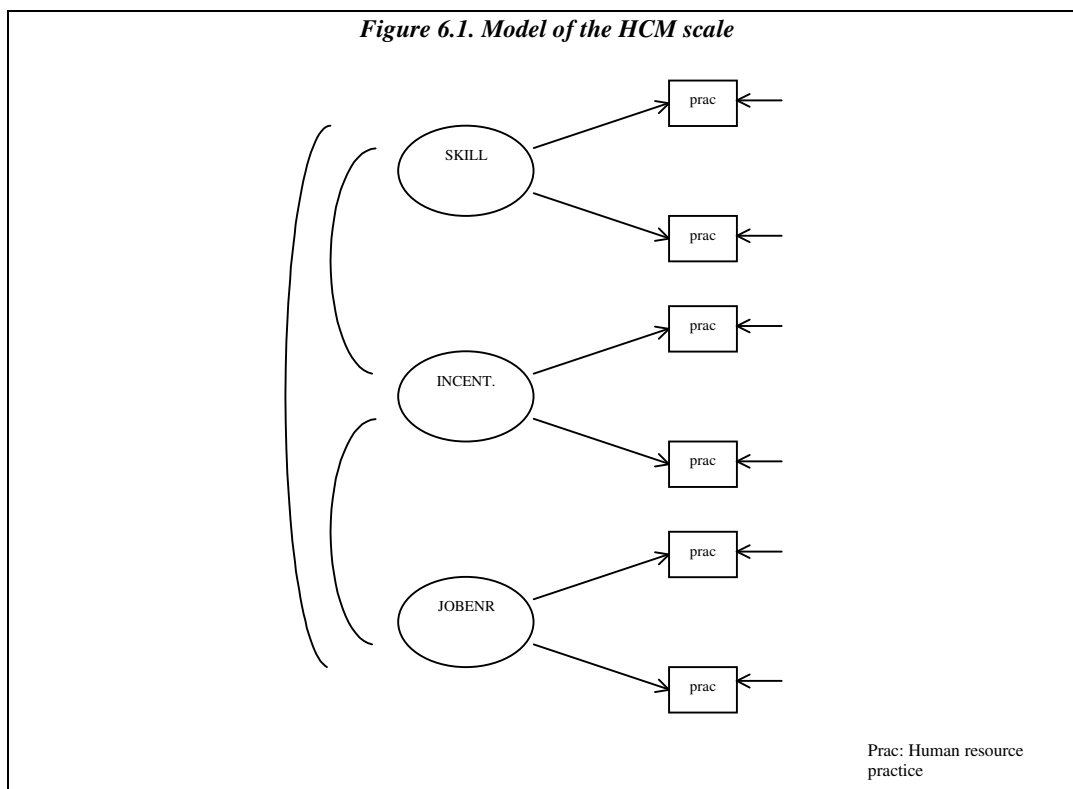 Figure 6.1. Model of the HCM scale
prac
SKILL
prac
prac
INCENT.
prac
prac
JOBENR
prac
Prac: Human resource
practice